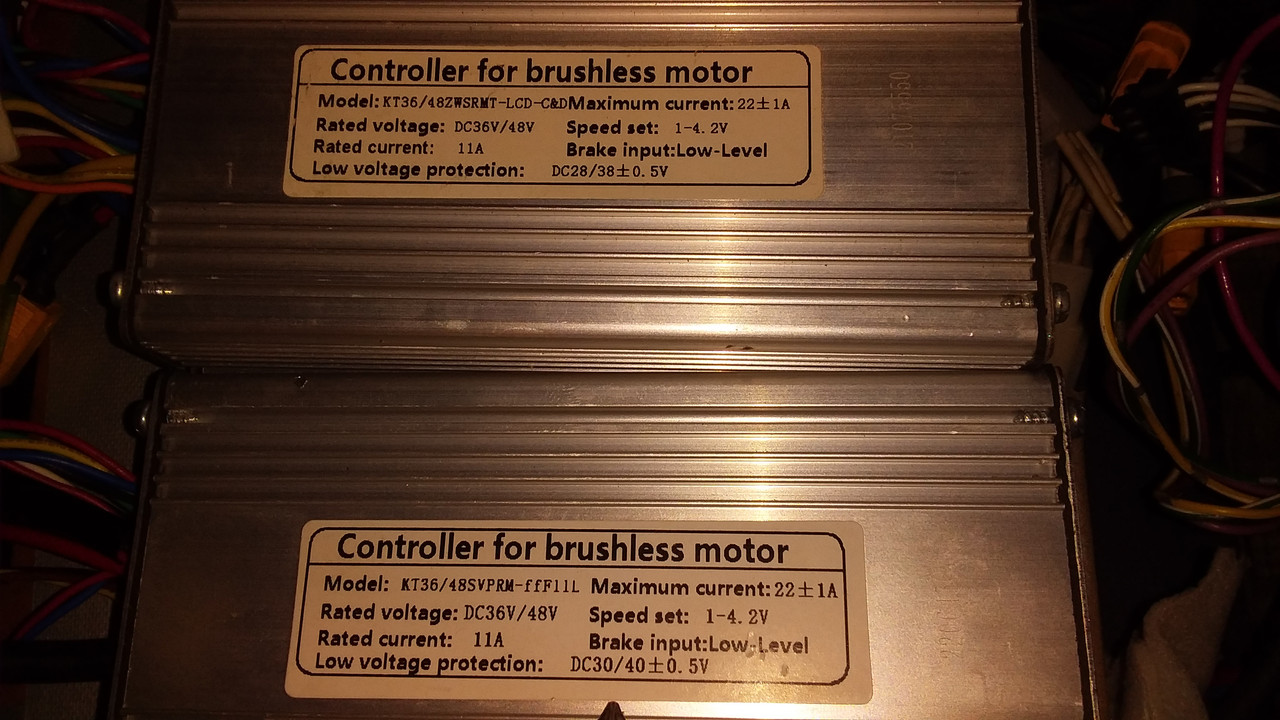 Controller for brushless motor
Model: KT36/48ZWSRMT-LCD-C&D Maximum current: 22±1A
Rated voltage: DC36V/48V Speed set: 1-4.2V
Rated current: 11A Brake input:Low-Level
Low voltage protection: DC28/38±0.5V
Controller for brushless motor
Model: KT36/48SVPRM-ffF11L Maximum current: 22±1A
Rated voltage: DC36V/48V Speed set: 1-4.2V
Rated current: 11A Brake input:Low-Level
Low voltage protection: DC30/40±0.5V